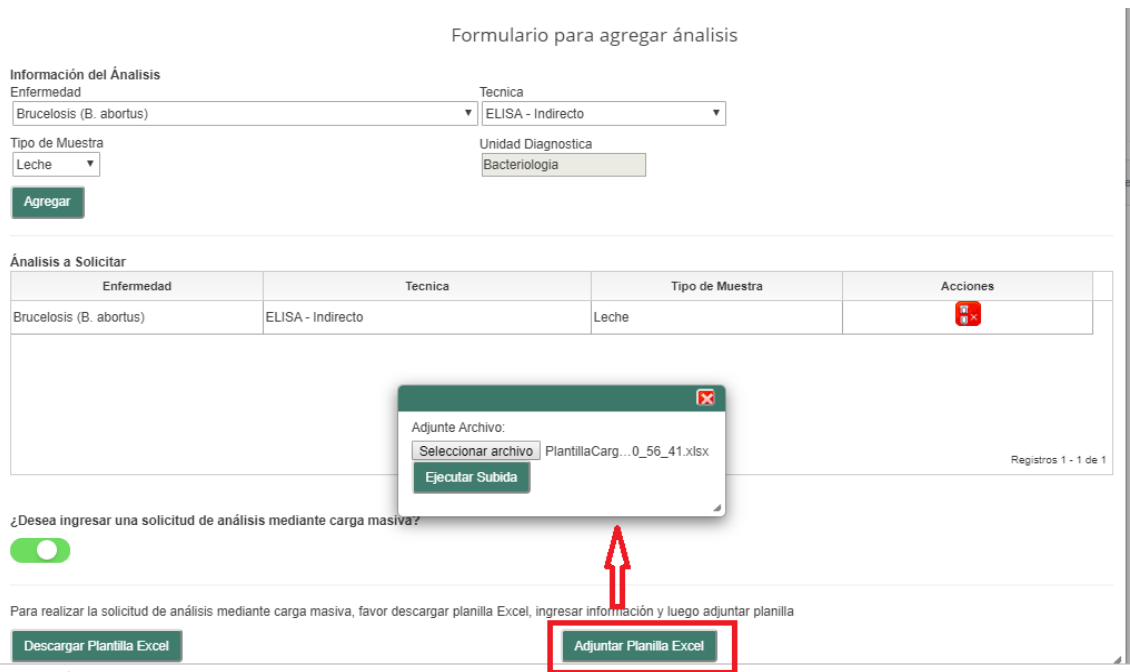 Formulario para agregar ánalisis
Información del Ánalisis
Enfermedad Tecnica
Brucelosis (B. abortus) ELISA - Indirecto
Tipo de Muestra Unidad Diagnostica
Leche Bacteriologia
Agregar
Ánalisis a Solicitar
Enfermedad Tecnica Tipo de Muestra Acciones
Brucelosis (B. abortus) ELISA - Indirecto Leche
Adjunte Archivo:
Seleccionar archivo PlantillaCarg…0_56_41.xlsx
Ejecutar Subida
Registros 1 - 1 de 1
¿Desea ingresar una solicitud de análisis mediante carga masiva?
Para realizar la solicitud de análisis mediante carga masiva, favor descargar planilla Excel, ingresar información y luego adjuntar planilla
Descargar Plantilla Excel Adjuntar Planilla Excel